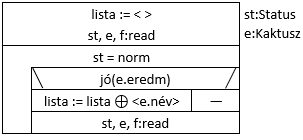 lista := < >
st, e, f:read
st:Status
e:Kaktusz
st = norm
jó(e.eredm)
lista := lista ⊕ <e.név>
—
st, e, f:read